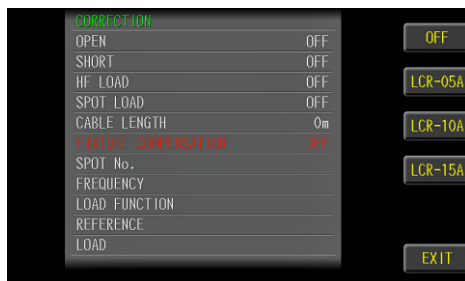 CORRECTION
OPEN OFF
SHORT OFF
HF LOAD OFF
SPOT LOAD OFF
CABLE LENGTH 0m
FIXTURE COMPENSATION OFF
SPOT No.
FREQUENCY
LOAD FUNCTION
REFERENCE
LOAD
OFF
LCR-05A
LCR-10A
LCR-15A
EXIT